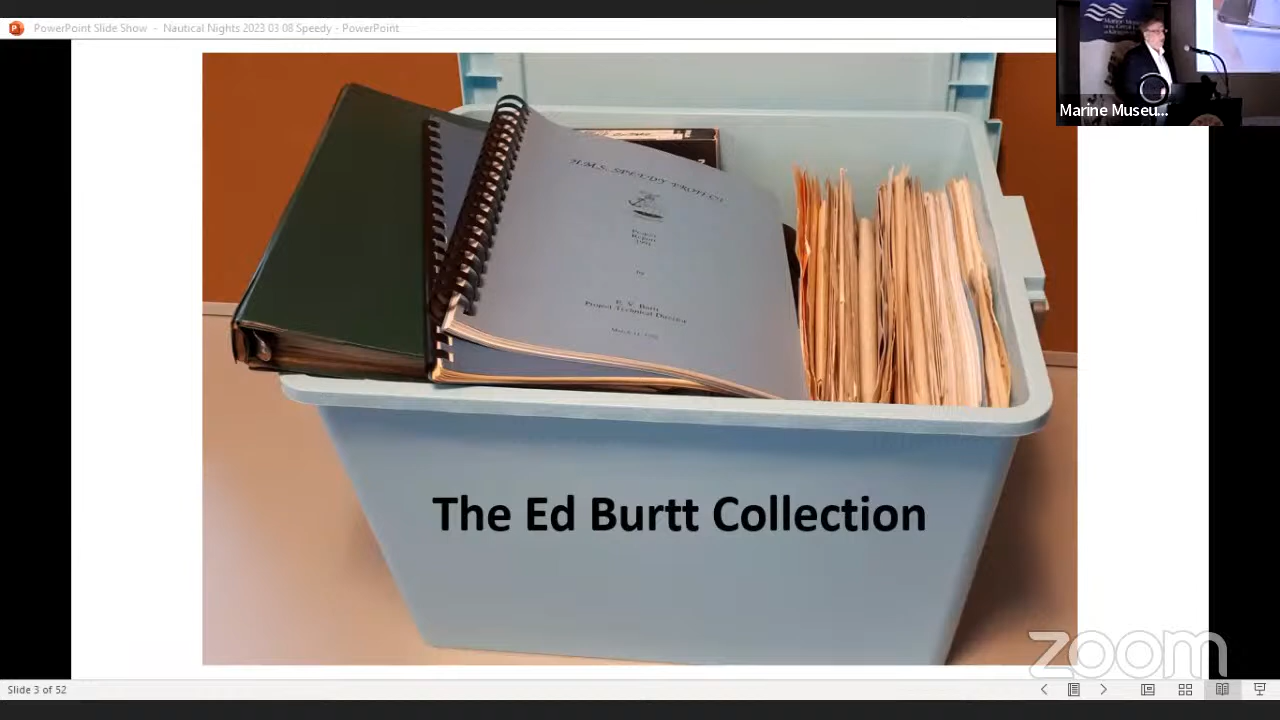 PowerPoint Slide Show - Nautical Nights 2023 03 08 Speedy - PowerPoint
Marine Museu...
H.M.S. SPEEDY PROJECT
Project
Report
by
E. V. Burtt
Project Technical Director
The Ed Burtt Collection
zoom
Slide 3 of 52